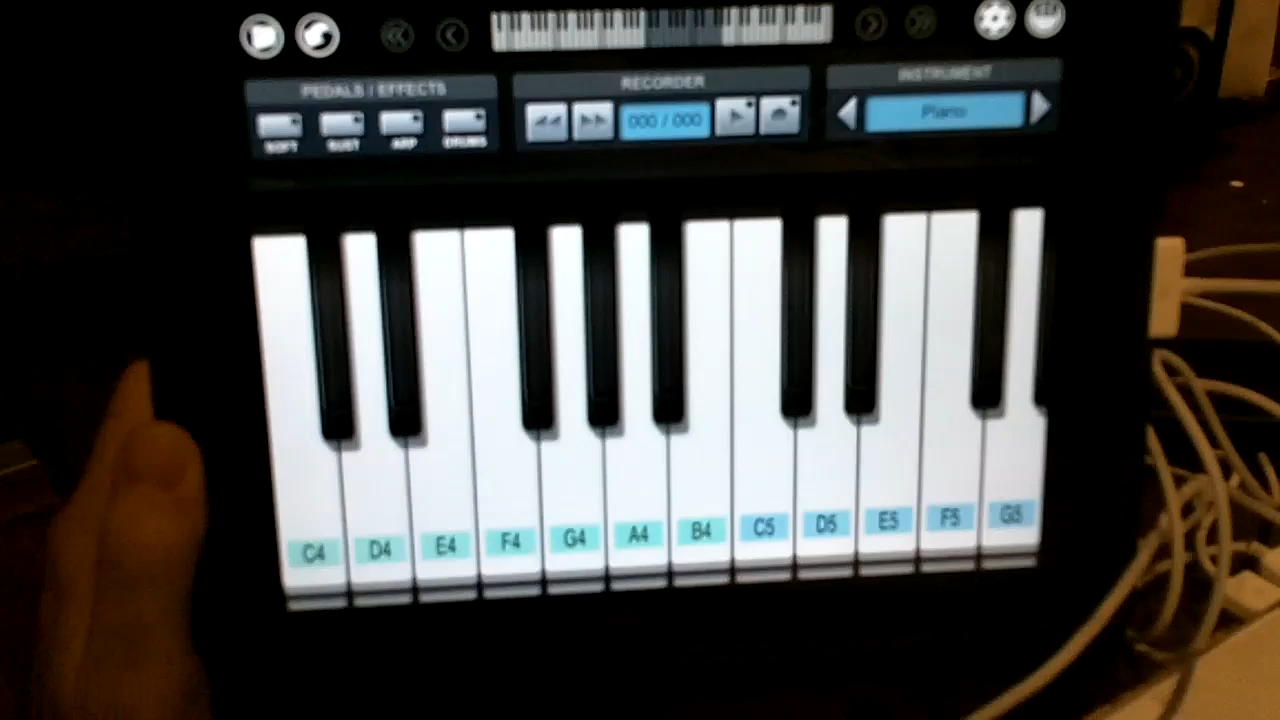 PEDALS / EFFECTS
RECORDER
INSTRUMENT
SOFT SUST ARP DRUMS
000 / 000
Piano
C4 D4 E4 F4 G4 A4 B4 C5 D5 E5 F5 G5